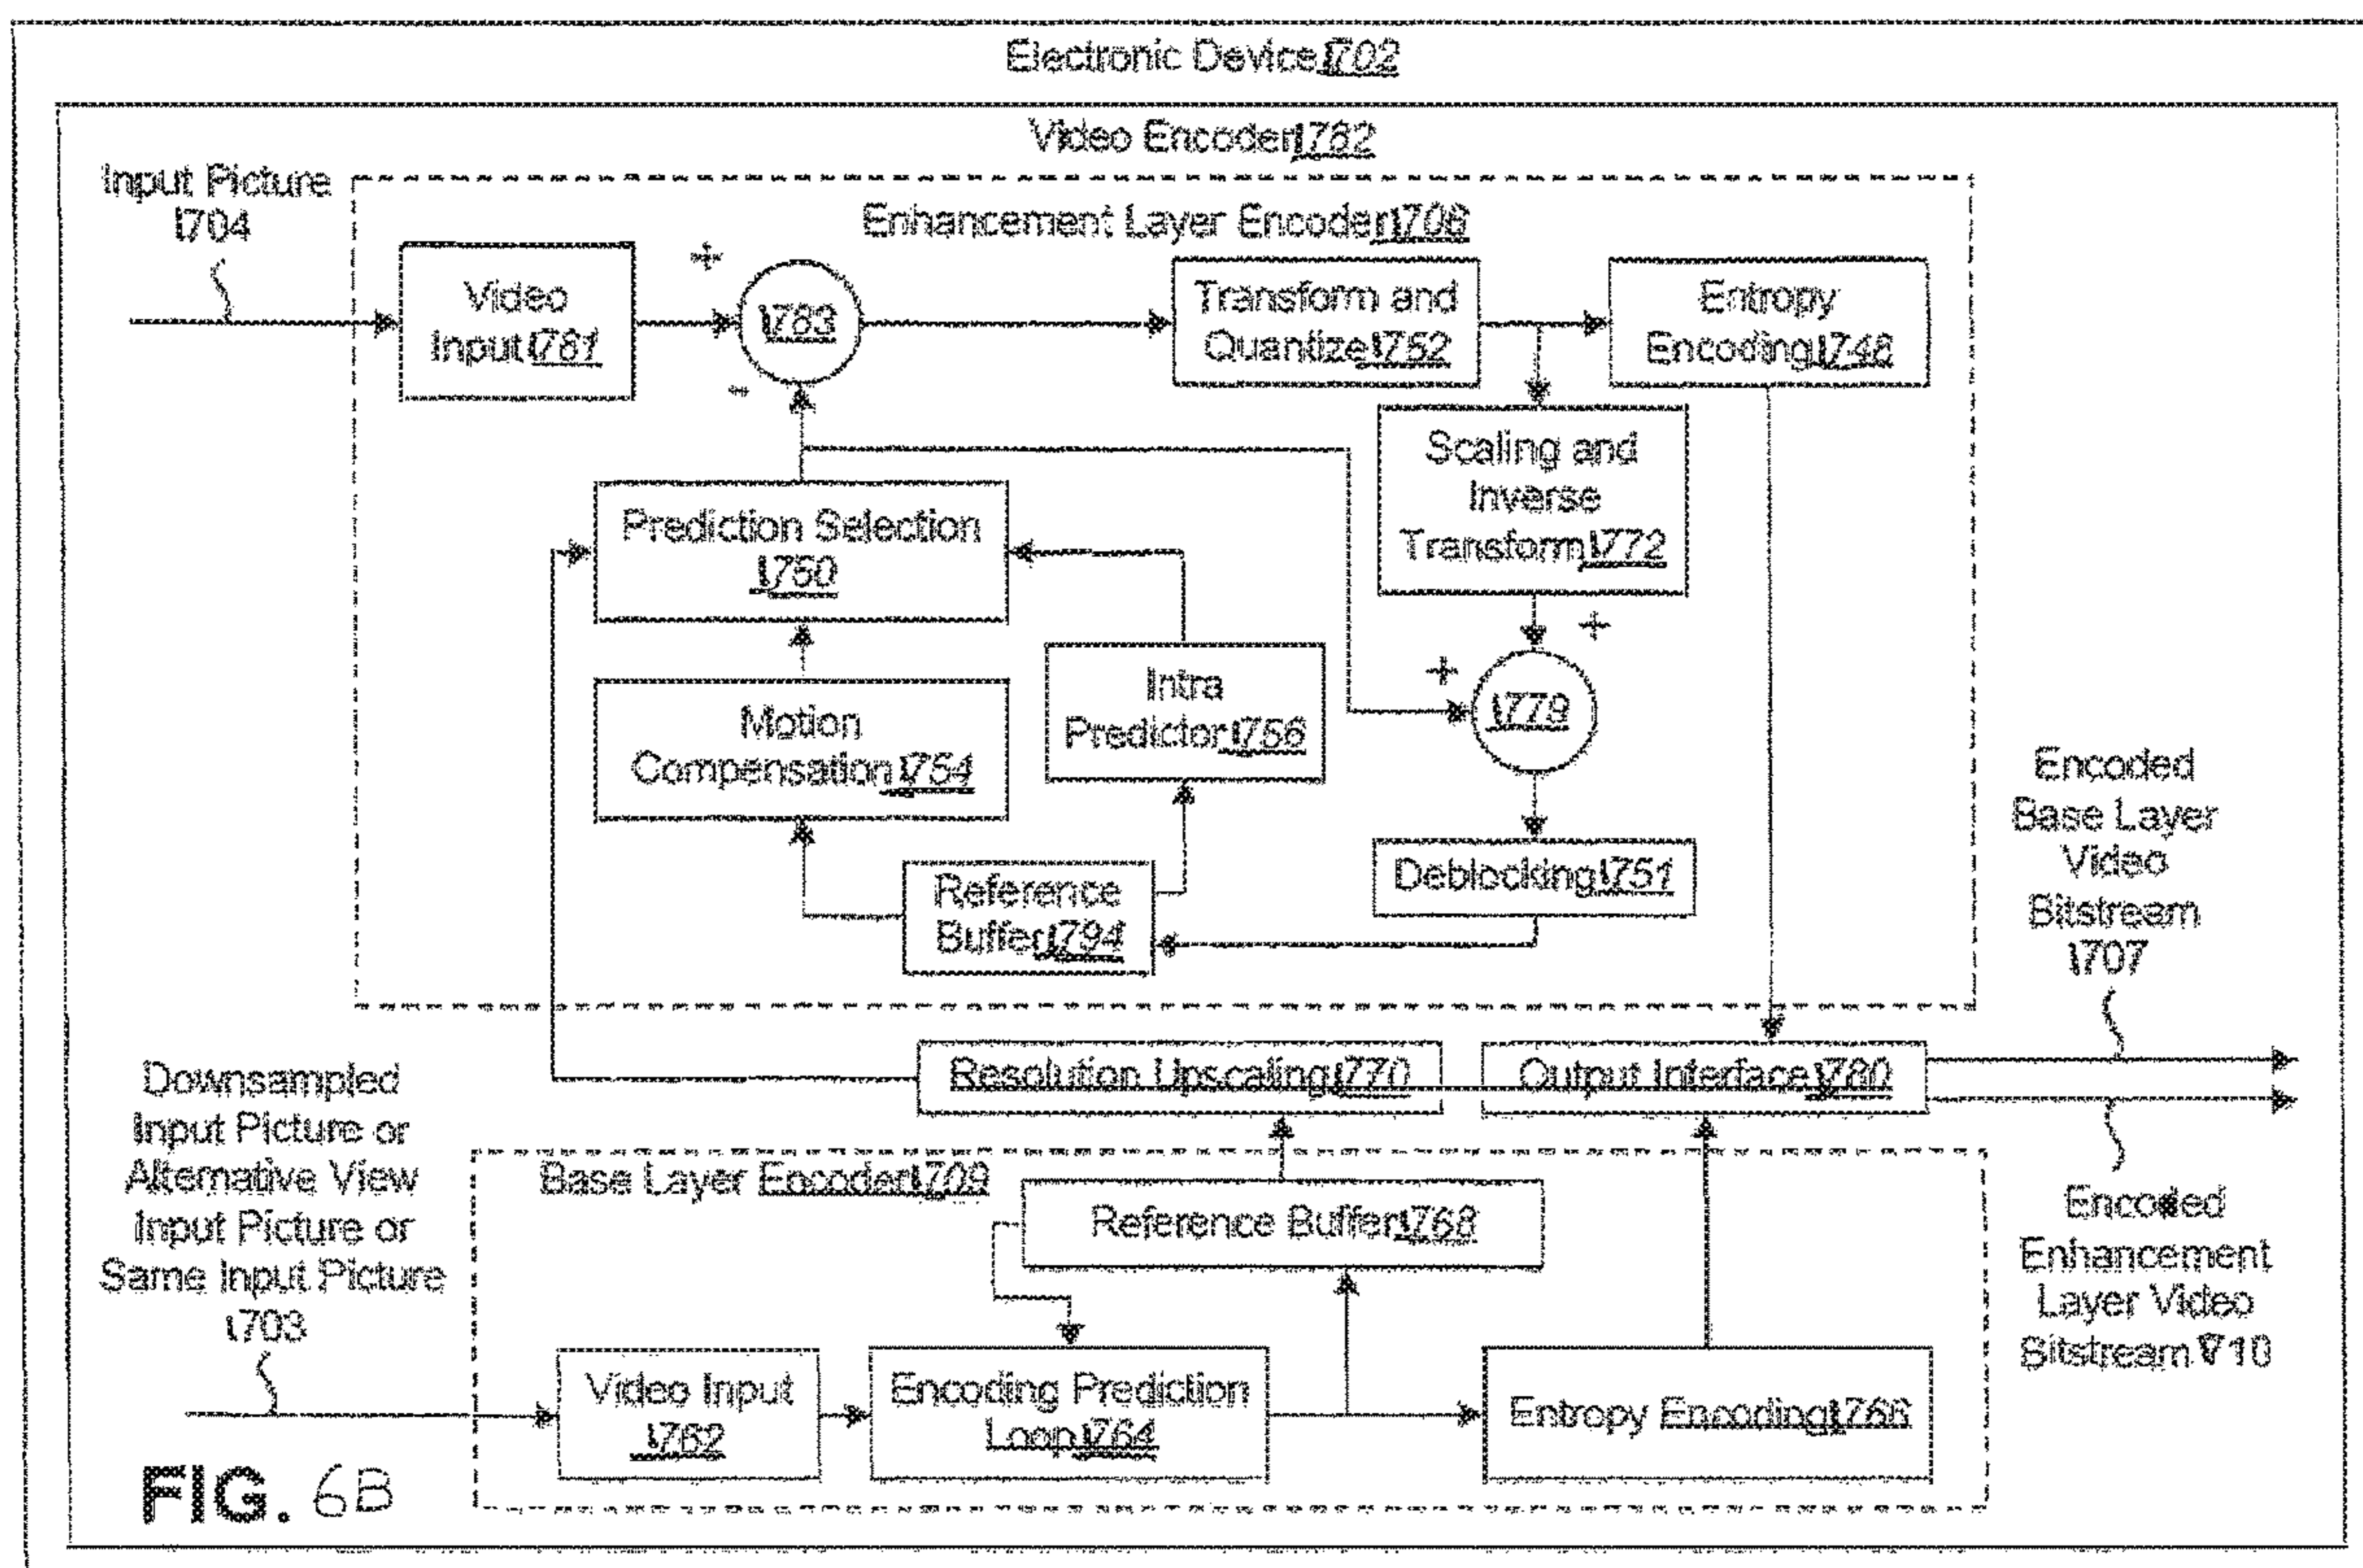 Electronic Device 1702
Video Encoder 1782
Input Picture
1704
Enhancement Layer Encoder 1706
+
Video
Input 1781
1783
-
Transform and
Quantize 1752
Entropy
Encoding 1748
Scaling and
Inverse
Transform 1772
Prediction Selection
1750
+
+
1779
Intra
Predictor 1756
Motion
Compensation 1754
Deblocking 1751
Reference
Buffer 1794
Encoded
Base Layer
Video
Bitstream
1707
Resolution Upscaling 1770
Output Interface 1780
Downsampled
Input Picture or
Alternative View
Input Picture or
Same Input Picture
1703
Base Layer Encoder 1709
Reference Buffer 1768
Encoded
Enhancement
Layer Video
Bitstream 1710
Video Input
1762
Encoding Prediction
Loop 1764
Entropy Encoding 1766
FIG. 6B